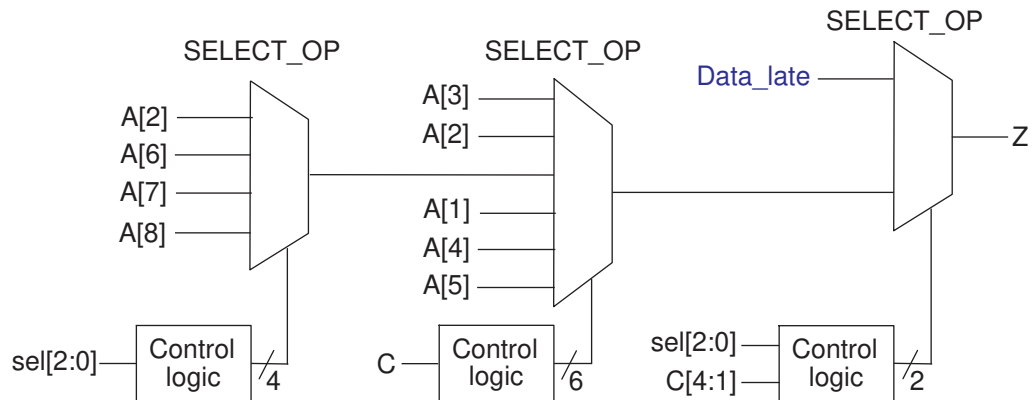 SELECT_OP
SELECT_OP
SELECT_OP
A[2]
A[6]
A[7]
A[8]
A[3]
A[2]
A[1]
A[4]
A[5]
Data_late
Z
sel[2:0]
Control
logic
4
C
Control
logic
6
sel[2:0]
C[4:1]
Control
logic
2